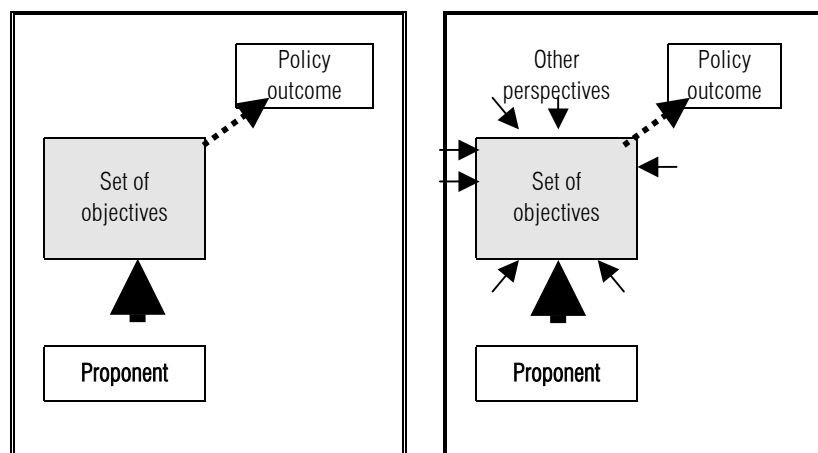 Policy
outcome
Set of
objectives
Proponent
Other
perspectives
Policy
outcome
Set of
objectives
Proponent